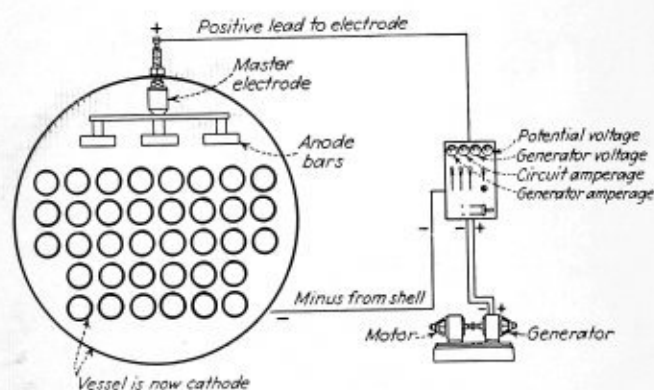 +
Positive lead to electrode
Master
electrode
Anode
bars
Potential voltage
Generator voltage
Circuit amperage
Generator amperage
-
- +
Minus from shell
-
- +
Motor
Generator
Vessel is now cathode